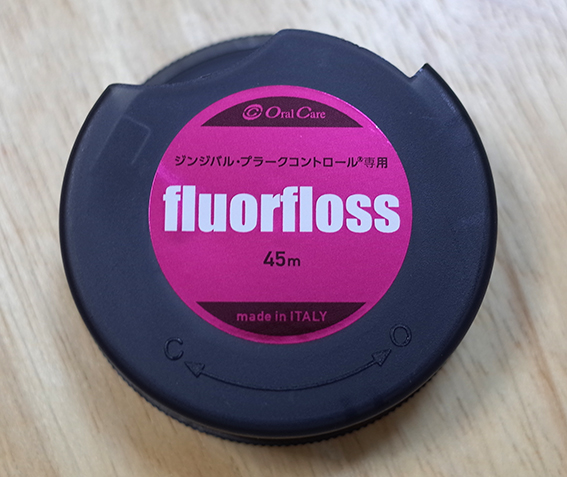 Oral Care
ジンジバル・プラークコントロール®専用
fluorfloss
45m
made in ITALY
C O